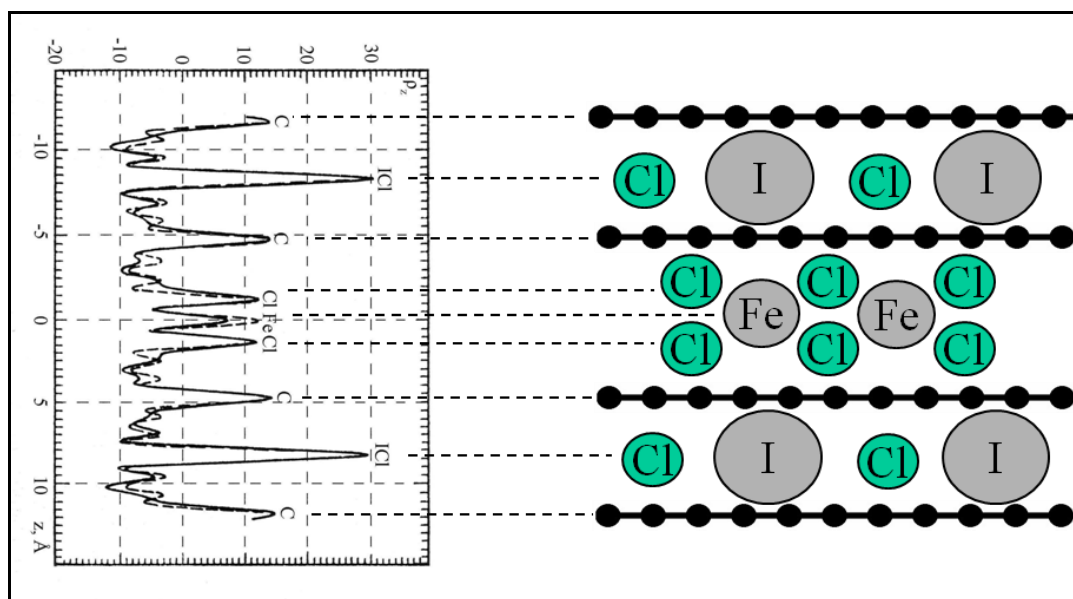 -20 -10 0 10 20 30
ρz
C
-10
ICl
-5
C
Cl
0
Fe
Cl
5
C
ICl
10
C
z, Å
Cl I Cl I
Cl Cl Cl
Fe Fe
Cl Cl Cl
Cl I Cl I